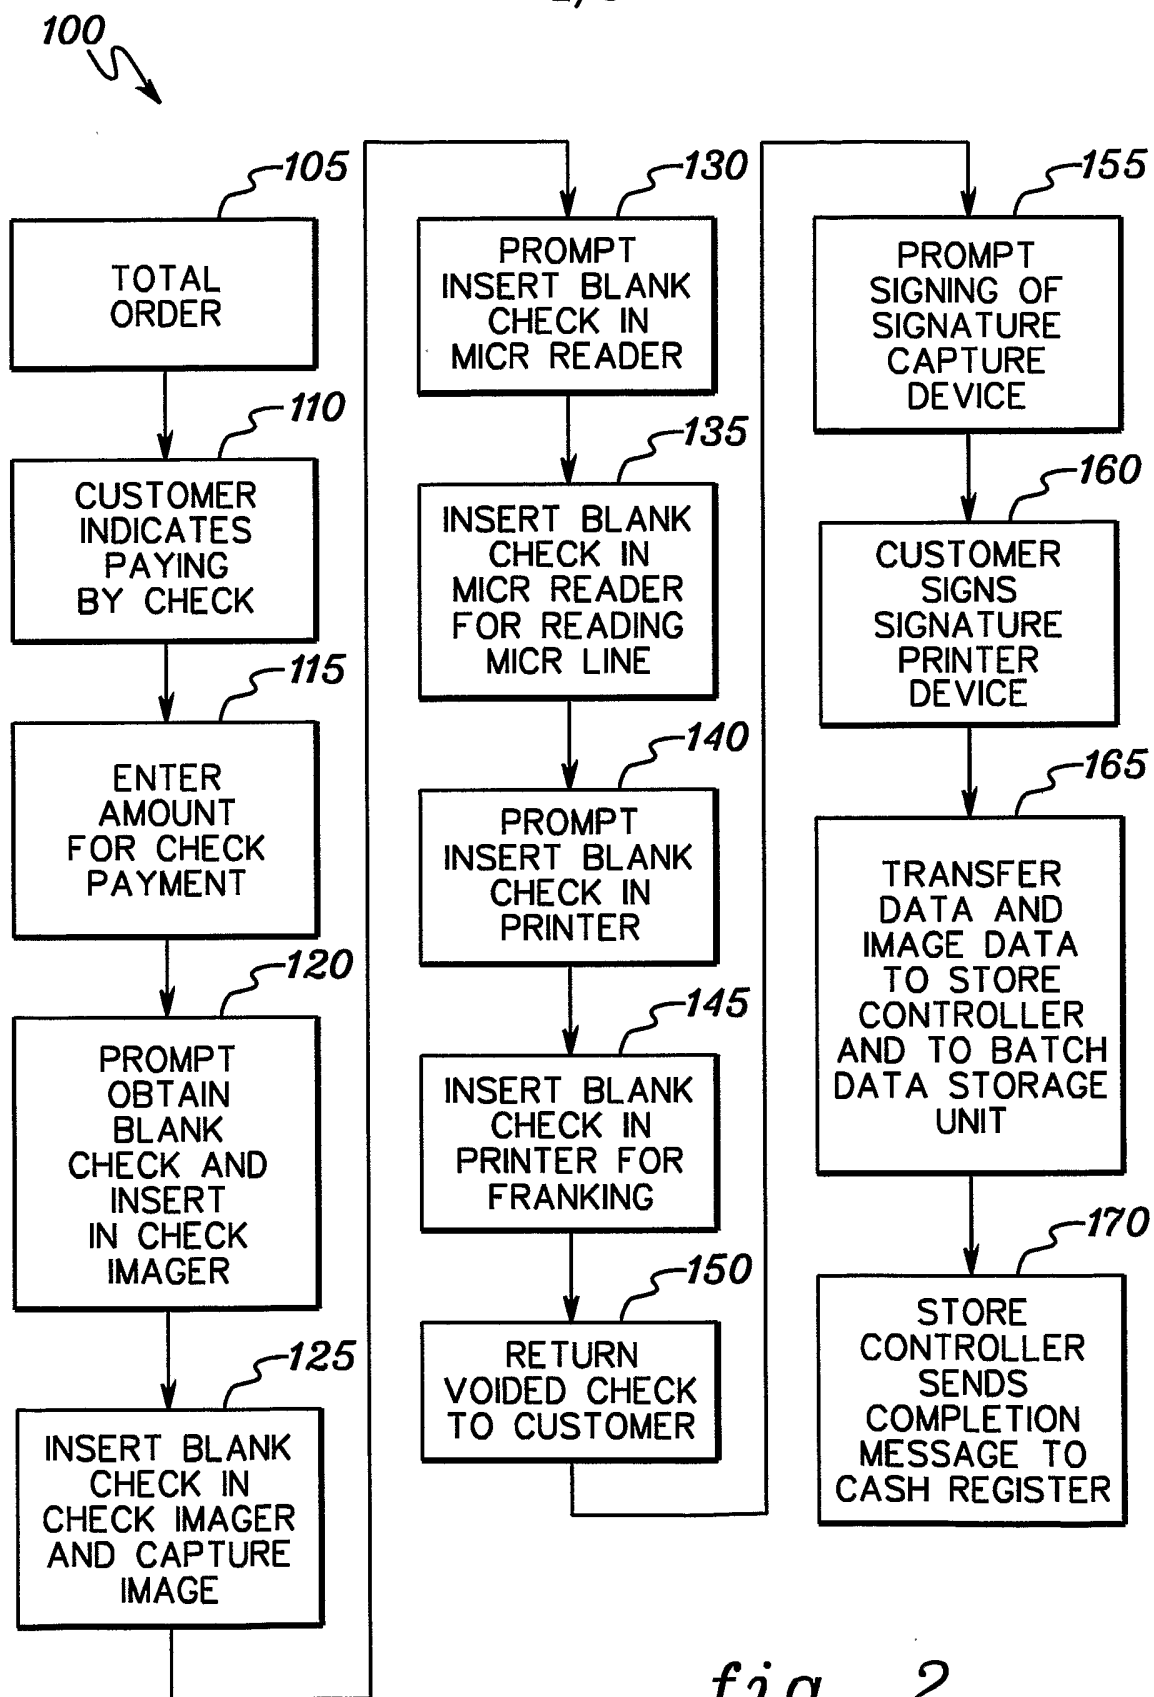 100
105
TOTAL
ORDER
110
CUSTOMER
INDICATES
PAYING
BY CHECK
115
ENTER
AMOUNT
FOR CHECK
PAYMENT
120
PROMPT
OBTAIN
BLANK
CHECK AND
INSERT
IN CHECK
IMAGER
125
INSERT BLANK
CHECK IN
CHECK IMAGER
AND CAPTURE
IMAGE
130
PROMPT
INSERT BLANK
CHECK IN
MICR READER
135
INSERT BLANK
CHECK IN
MICR READER
FOR READING
MICR LINE
140
PROMPT
INSERT BLANK
CHECK IN
PRINTER
145
INSERT BLANK
CHECK IN
PRINTER FOR
FRANKING
150
RETURN
VOIDED CHECK
TO CUSTOMER
155
PROMPT
SIGNING OF
SIGNATURE
CAPTURE
DEVICE
160
CUSTOMER
SIGNS
SIGNATURE
PRINTER
DEVICE
165
TRANSFER
DATA AND
IMAGE DATA
TO STORE
CONTROLLER
AND TO BATCH
DATA STORAGE
UNIT
170
STORE
CONTROLLER
SENDS
COMPLETION
MESSAGE TO
CASH REGISTER
fig. 2